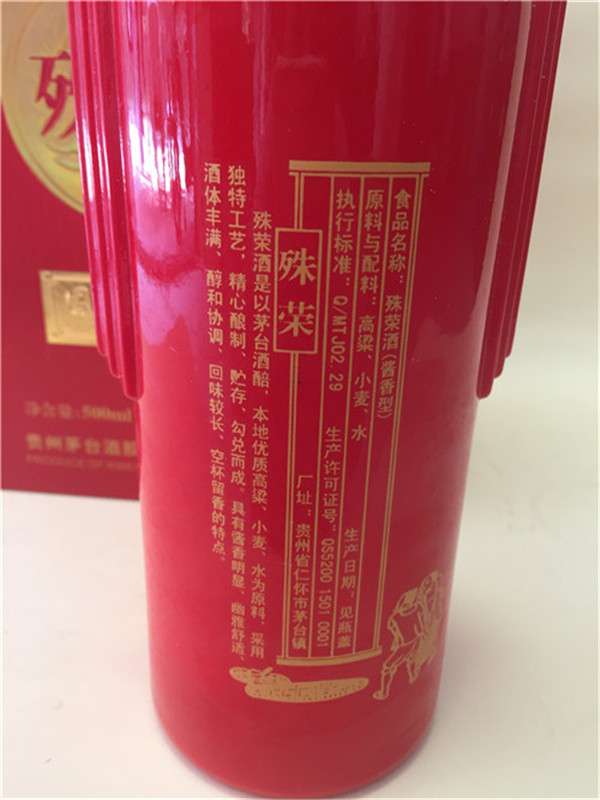 食品名称：殊荣酒(酱香型)
原料与配料：高粱、小麦、水
生产日期：见瓶盖
执行标准：Q/MTJ02.29
生产许可证号：QS5200 1501 0001
厂址：贵州省仁怀市茅台镇
殊荣
殊荣酒是以茅台酒醅，本地优质高粱、小麦、水为原料，采用
独特工艺，精心酿制、贮存、勾兑而成。具有酱香明显、幽雅舒适、
酒体丰满、醇和协调、回味较长、空杯留香的特点。
殊
净含量:500ml
贵州茅台酒